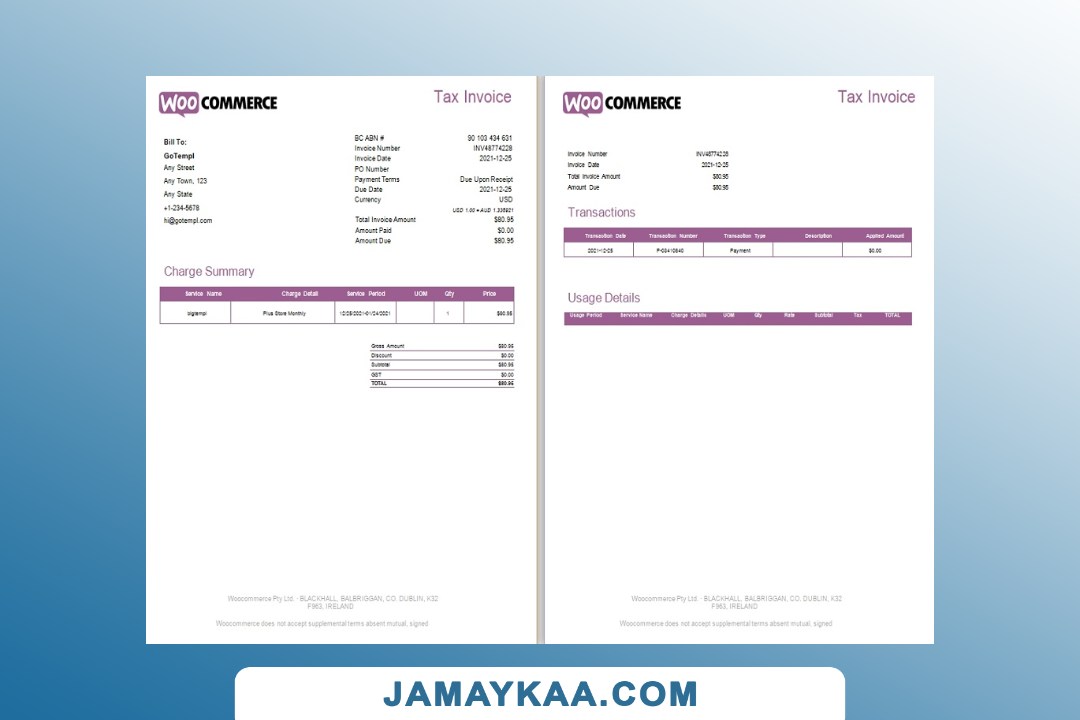 WOO COMMERCE
Tax Invoice
Bill To:
GoTempl
Any Street
Any Town, 123
Any State
+1-234-5678
hi@gotempl.com
BC ABN # 90 103 434 631
Invoice Number INV48774228
Invoice Date 2021-12-25
PO Number
Payment Terms Due Upon Receipt
Due Date 2021-12-25
Currency USD
USD 1.00 = AUD 1.335921
Total Invoice Amount $80.95
Amount Paid $0.00
Amount Due $80.95
Charge Summary
Service Name Charge Detail Service Period UOM Qty Price
bigtempl Plus Store Monthly 12/25/2021-01/24/2021 1 $80.95
Gross Amount $80.95
Discount $0.00
Subtotal $80.95
GST $0.00
TOTAL $80.95
Woocommerce Pty Ltd. · BLACKHALL, BALBRIGGAN, CO. DUBLIN, K32
F963, IRELAND
Woocommerce does not accept supplemental terms absent mutual, signed
WOO COMMERCE
Tax Invoice
Invoice Number INV48774228
Invoice Date 2021-12-25
Total Invoice Amount $80.95
Amount Due $80.95
Transactions
Transaction Date Transaction Number Transaction Type Description Applied Amount
2021-12-25 P-03410640 Payment $0.00
Usage Details
Usage Period Service Name Charge Details UOM Qty Rate Subtotal Tax TOTAL
Woocommerce Pty Ltd. · BLACKHALL, BALBRIGGAN, CO. DUBLIN, K32
F963, IRELAND
Woocommerce does not accept supplemental terms absent mutual, signed
JAMAYKAA.COM